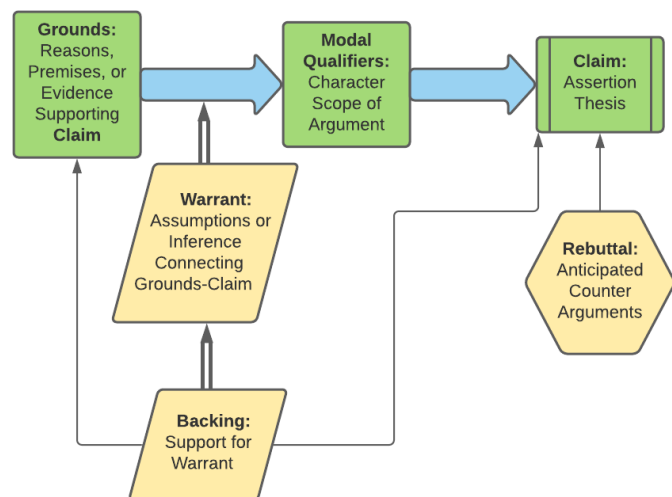 Grounds:
Reasons,
Premises, or
Evidence
Supporting
Claim
Modal
Qualifiers:
Character
Scope of
Argument
Claim:
Assertion
Thesis
Warrant:
Assumptions or
Inference
Connecting
Grounds-Claim
Rebuttal:
Anticipated
Counter
Arguments
Backing:
Support for
Warrant